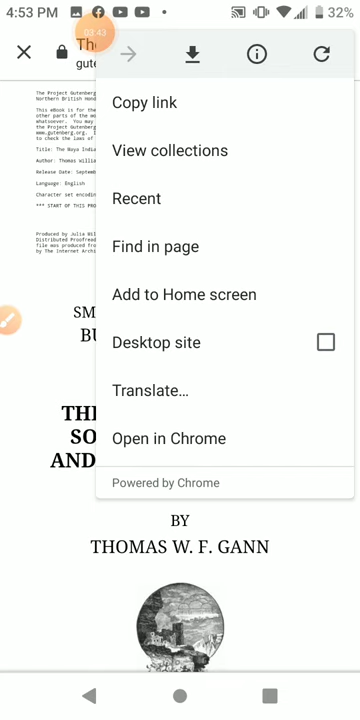 4:53 PM
32%
03:43
Th
gute
Copy link
View collections
Recent
Find in page
Add to Home screen
Desktop site
Translate...
Open in Chrome
Powered by Chrome
The Project Gutenberg
Northern British Hond
This eBook is for the
other parts of the wo
whatsoever. You may
the Project Gutenberg
www.gutenberg.org.
to check the laws of
Title: The Maya India
Author: Thomas Willia
Release Date: Septemb
Language: English
Character set encodin
*** START OF THIS PRO
Produced by Julia Mil
Distributed Proofread
file was produced fro
by The Internet Archi
SM
BU
THE
SO
AND
BY
THOMAS W. F. GANN